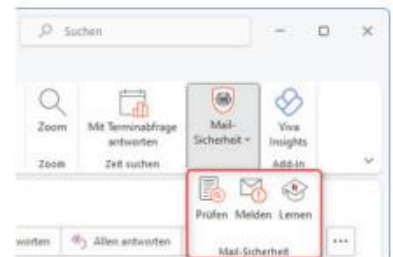 Suchen
Zoom
Mit Terminabfrage
antworten
Mail-
Sicherheit
Viva
Insights
Zoom
Zeit suchen
Add-In
Prüfen Melden Lernen
worten
Allen antworten
Mail-Sicherheit